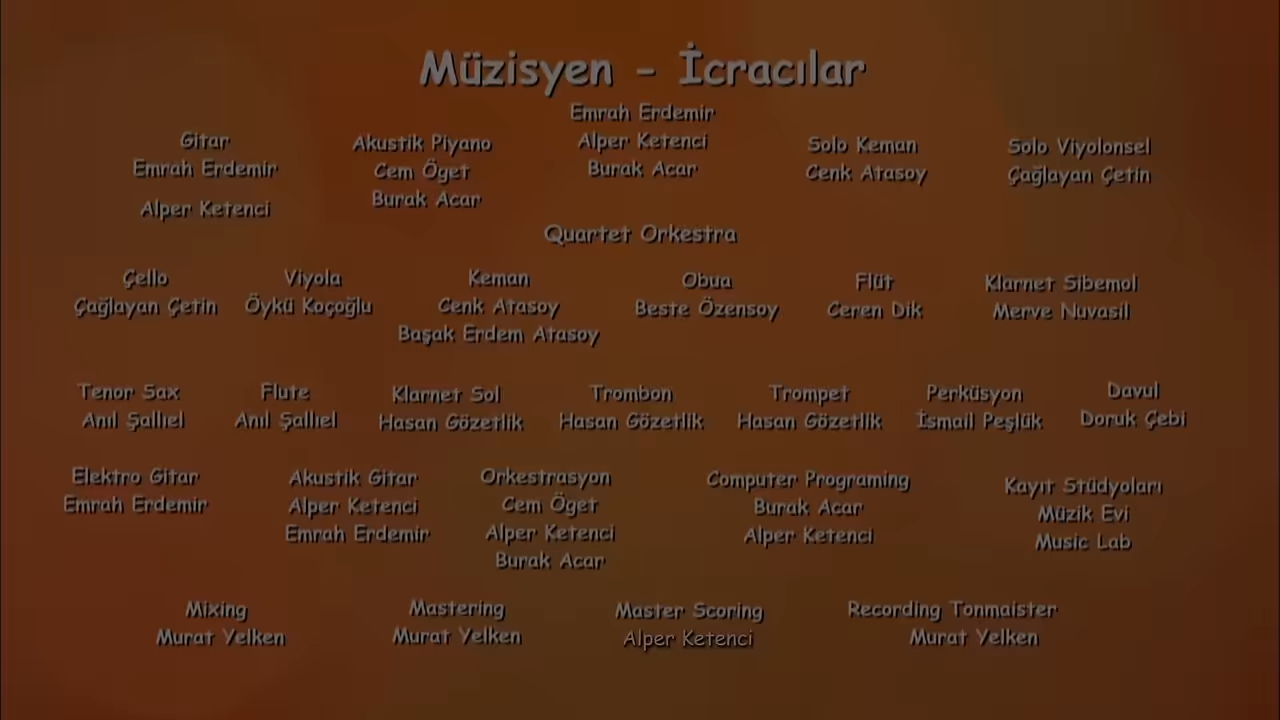 Müzisyen - İcracılar
Emrah Erdemir
Alper Ketenci
Burak Acar
Gitar
Emrah Erdemir
Alper Ketenci
Akustik Piyano
Cem Öget
Burak Acar
Solo Keman
Cenk Atasoy
Solo Viyolonsel
Çağlayan Çetin
Quartet Orkestra
Çello
Çağlayan Çetin
Viyola
Öykü Koçoğlu
Keman
Cenk Atasoy
Başak Erdem Atasoy
Obua
Beste Özensoy
Flüt
Ceren Dik
Klarnet Sibemol
Merve Nuvasil
Tenor Sax
Anıl Şallıel
Flute
Anıl Şallıel
Klarnet Sol
Hasan Gözetlik
Trombon
Hasan Gözetlik
Trompet
Hasan Gözetlik
Perküsyon
İsmail Peşlük
Davul
Doruk Çebi
Elektro Gitar
Emrah Erdemir
Akustik Gitar
Alper Ketenci
Emrah Erdemir
Orkestrasyon
Cem Öget
Alper Ketenci
Burak Acar
Computer Programing
Burak Acar
Alper Ketenci
Kayıt Stüdyoları
Müzik Evi
Music Lab
Mixing
Murat Yelken
Mastering
Murat Yelken
Master Scoring
Alper Ketenci
Recording Tonmaister
Murat Yelken